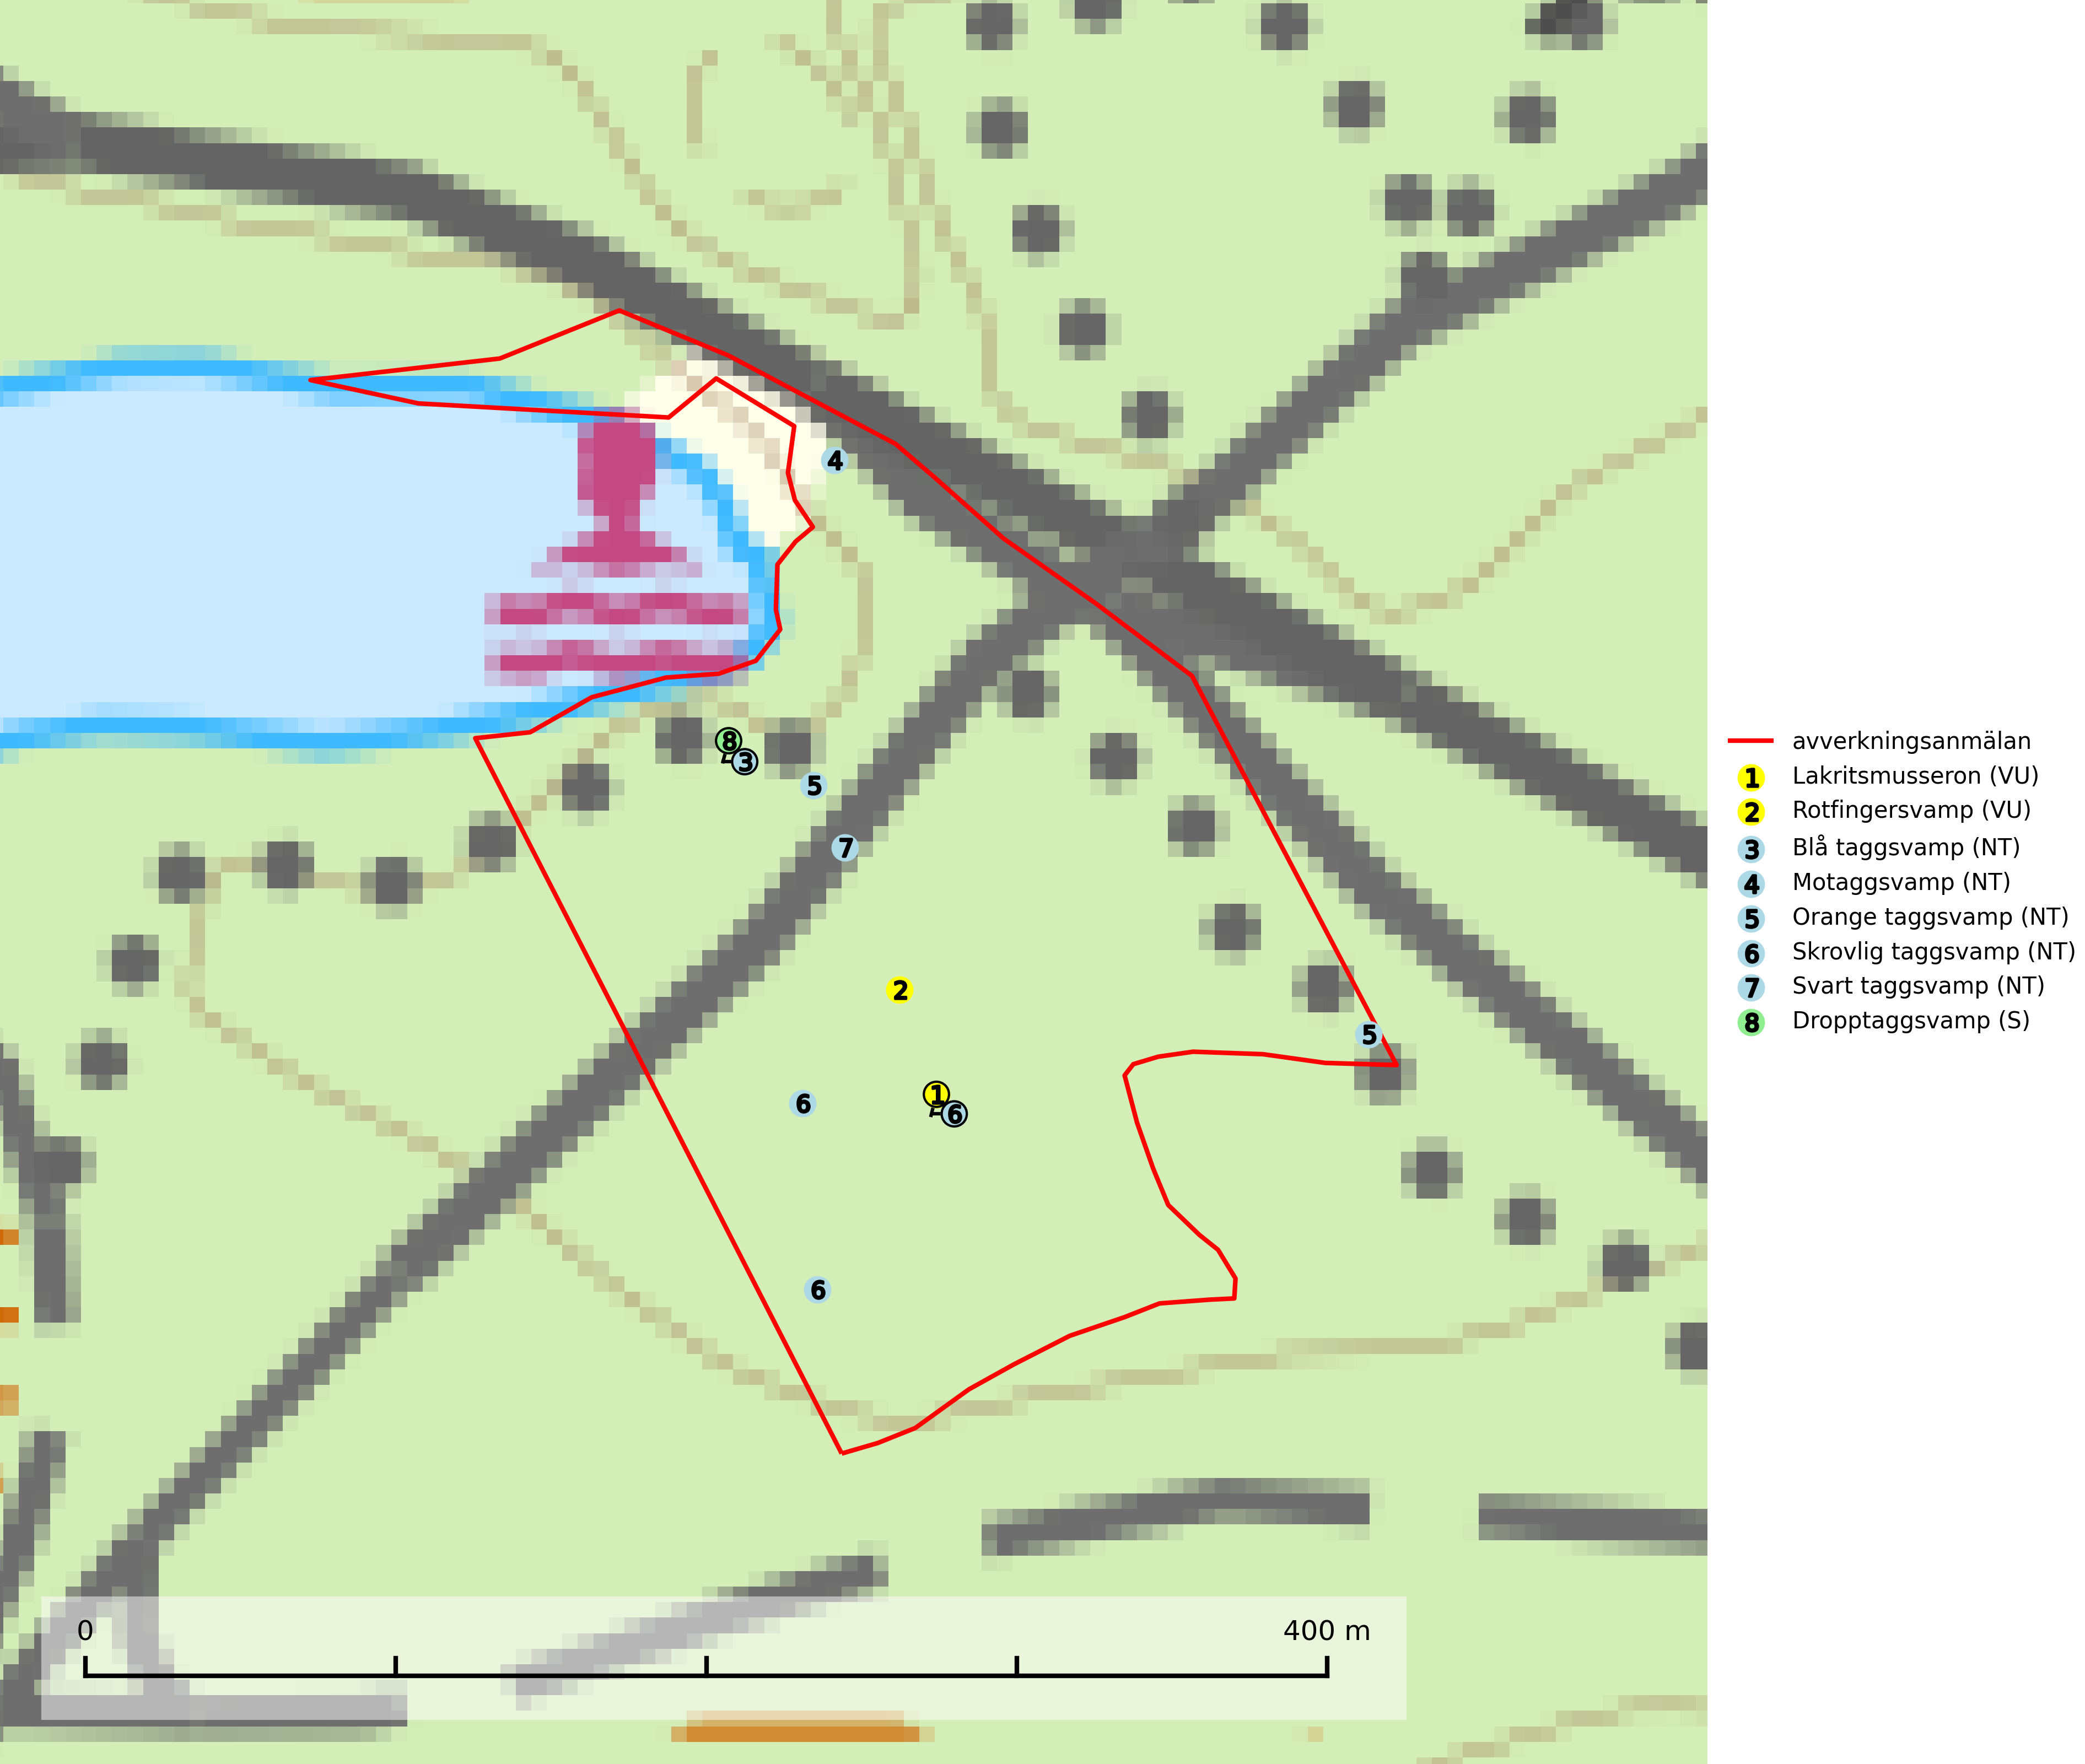 4
8
3
5
7
2
5
1
6
6
6
avverkningsanmälan
1 Lakritsmusseron (VU)
2 Rotfingersvamp (VU)
3 Blå taggsvamp (NT)
4 Motaggsvamp (NT)
5 Orange taggsvamp (NT)
6 Skrovlig taggsvamp (NT)
7 Svart taggsvamp (NT)
8 Dropptaggsvamp (S)
0 400 m